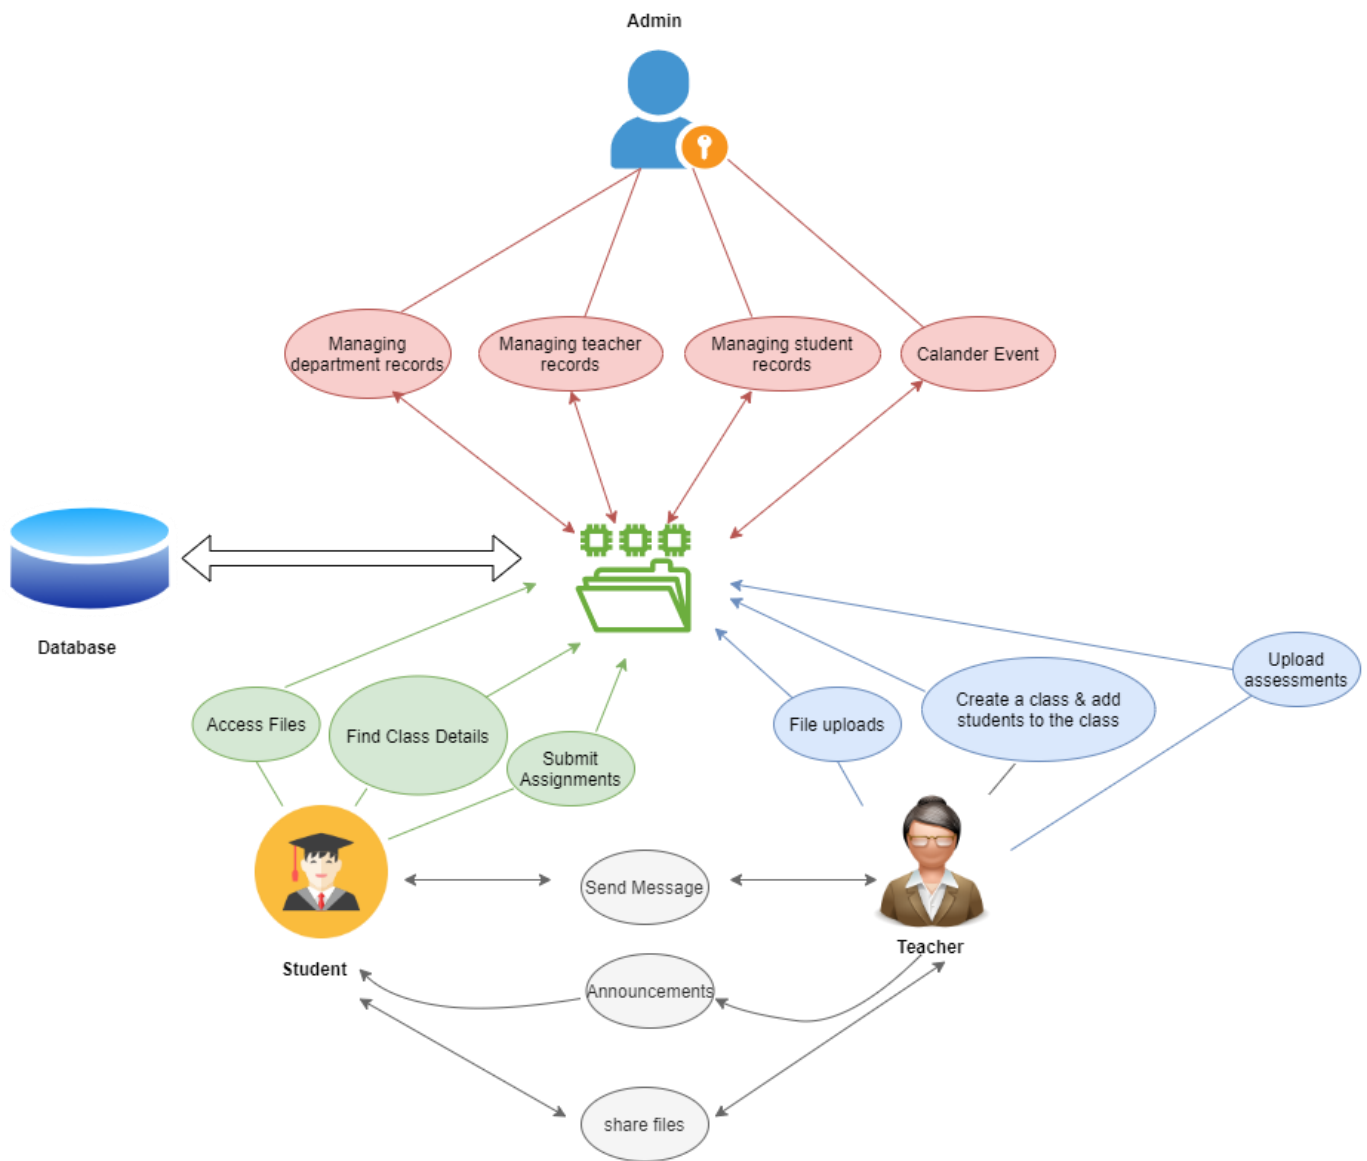 Admin
Managing
department records
Managing teacher
records
Managing student
records
Calander Event
Database
Access Files
Find Class Details
Submit
Assignments
File uploads
Create a class & add
students to the class
Upload
assessments
Send Message
Teacher
Student
Announcements
share files